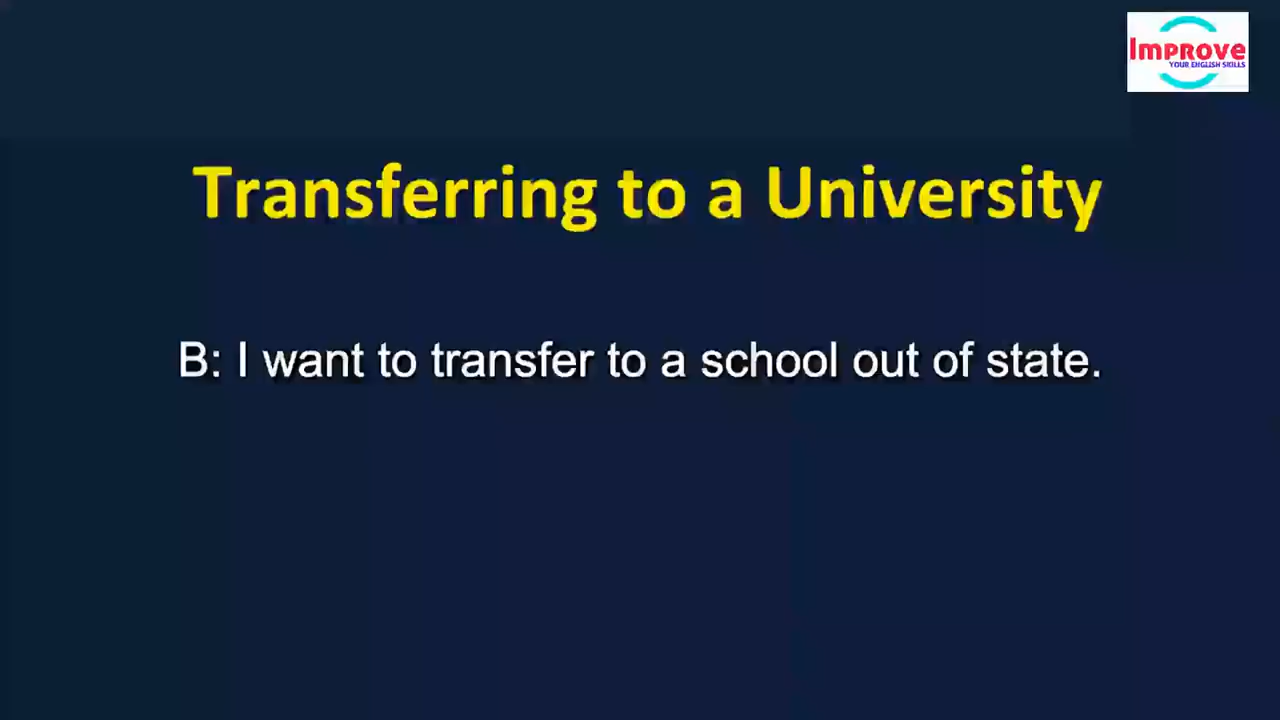 Improve
YOUR ENGLISH SKILLS
Transferring to a University
B: I want to transfer to a school out of state.